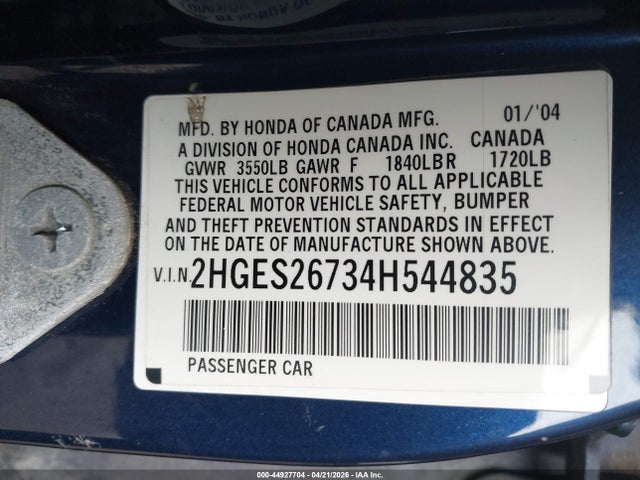 MFD. BY HONDA OF CANADA MFG. 01/'04
A DIVISION OF HONDA CANADA INC. CANADA
GVWR 3550LB GAWR F 1840LBR 1720LB
THIS VEHICLE CONFORMS TO ALL APPLICABLE
FEDERAL MOTOR VEHICLE SAFETY, BUMPER
AND THEFT PREVENTION STANDARDS IN EFFECT
ON THE DATE OF MANUFACTURE SHOWN ABOVE.
V.I.N. 2HGES26734H544835
PASSENGER CAR
000-44927704 - 04/21/2026 - IAA Inc.